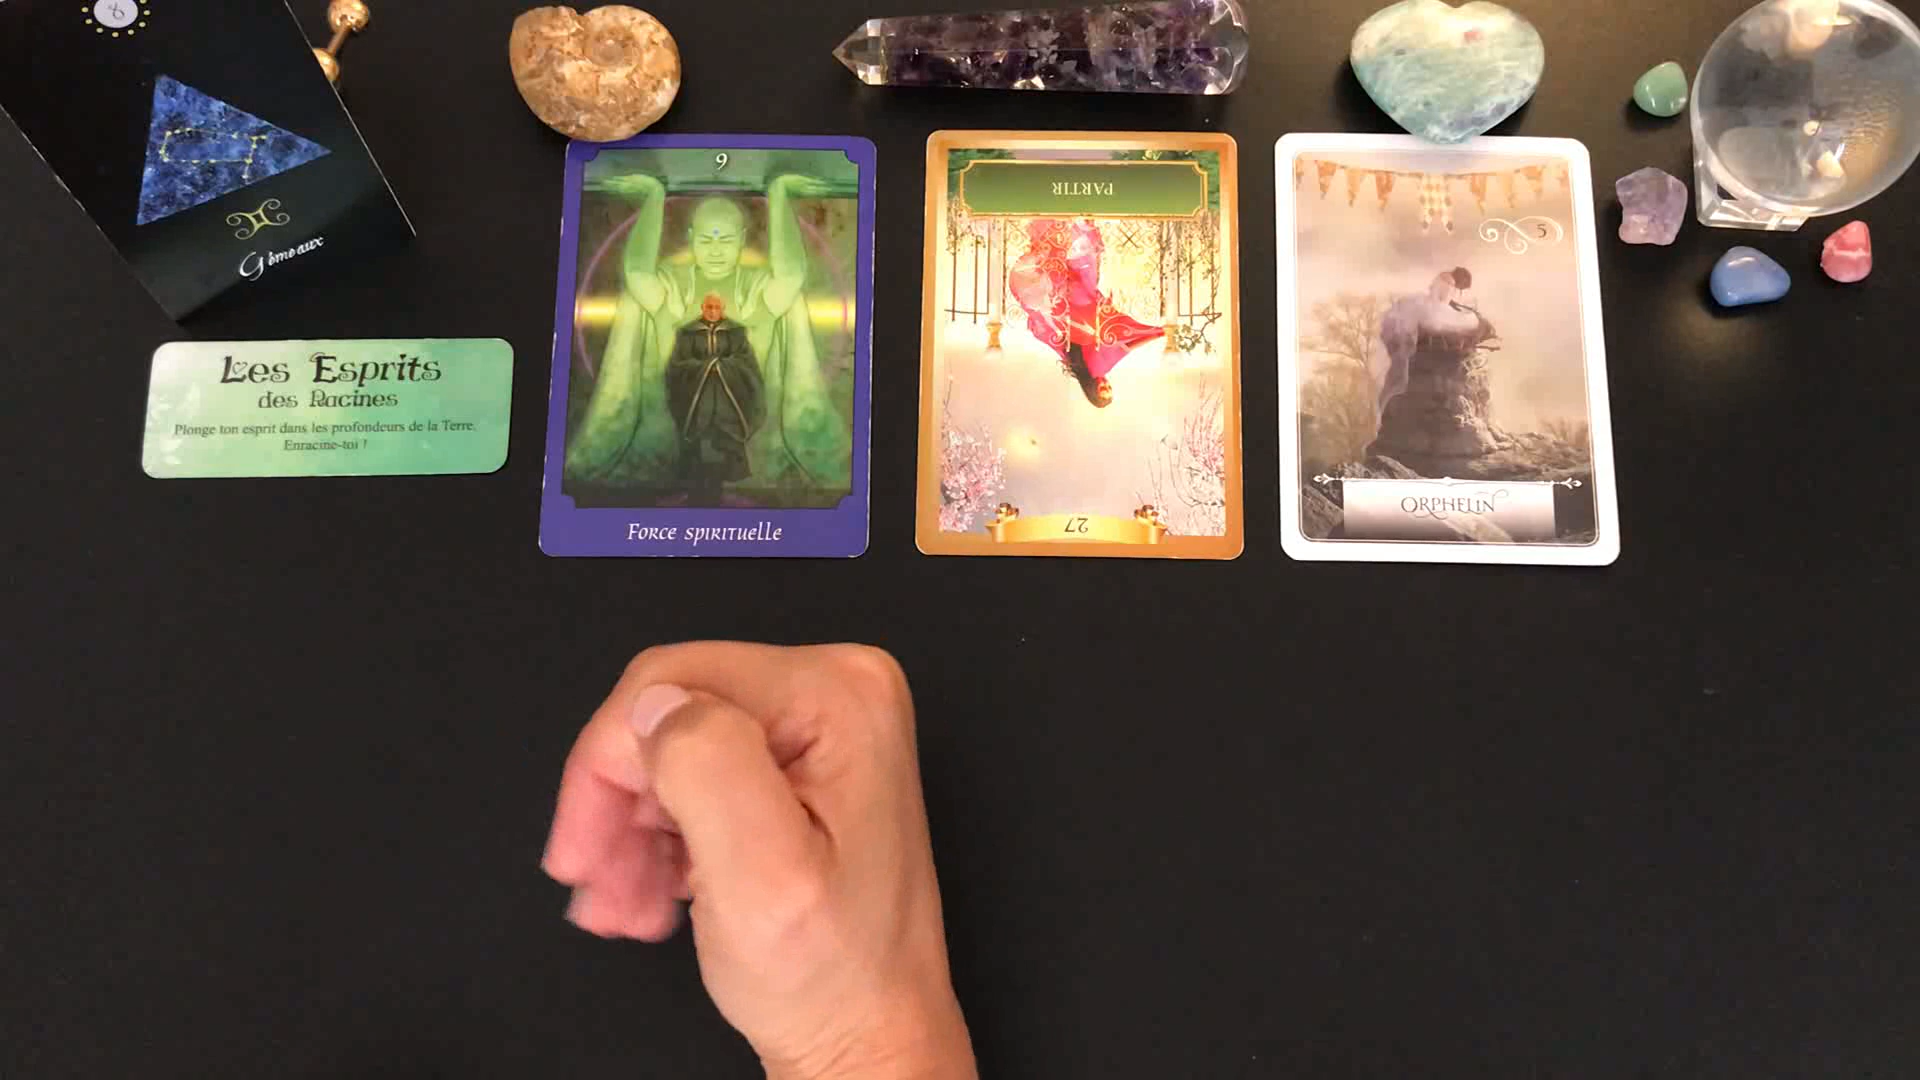 8
Gémeaux
Les Esprits
des Racines
Plonge ton esprit dans les profondeurs de la Terre.
Enracine-toi !
9
Force spirituelle
PARTIR
27
5
ORPHELIN